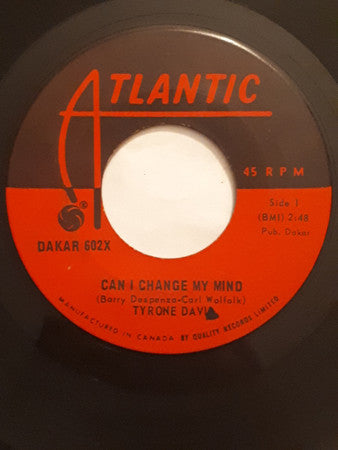 ATLANTIC
45 RPM
Side 1
(BMI) 2:48
Pub. Dakar
DAKAR 602X
CAN I CHANGE MY MIND
(Barry Despenza-Carl Wolfolk)
TYRONE DAVIS
MANUFACTURED IN CANADA BY QUALITY RECORDS LIMITED